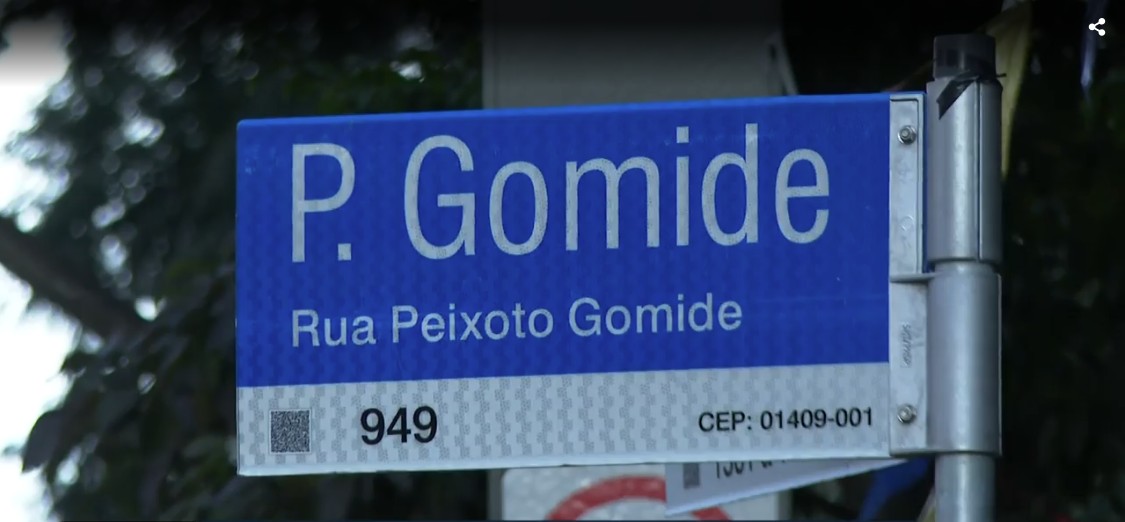 P. Gomide
Rua Peixoto Gomide
949
CEP: 01409-001